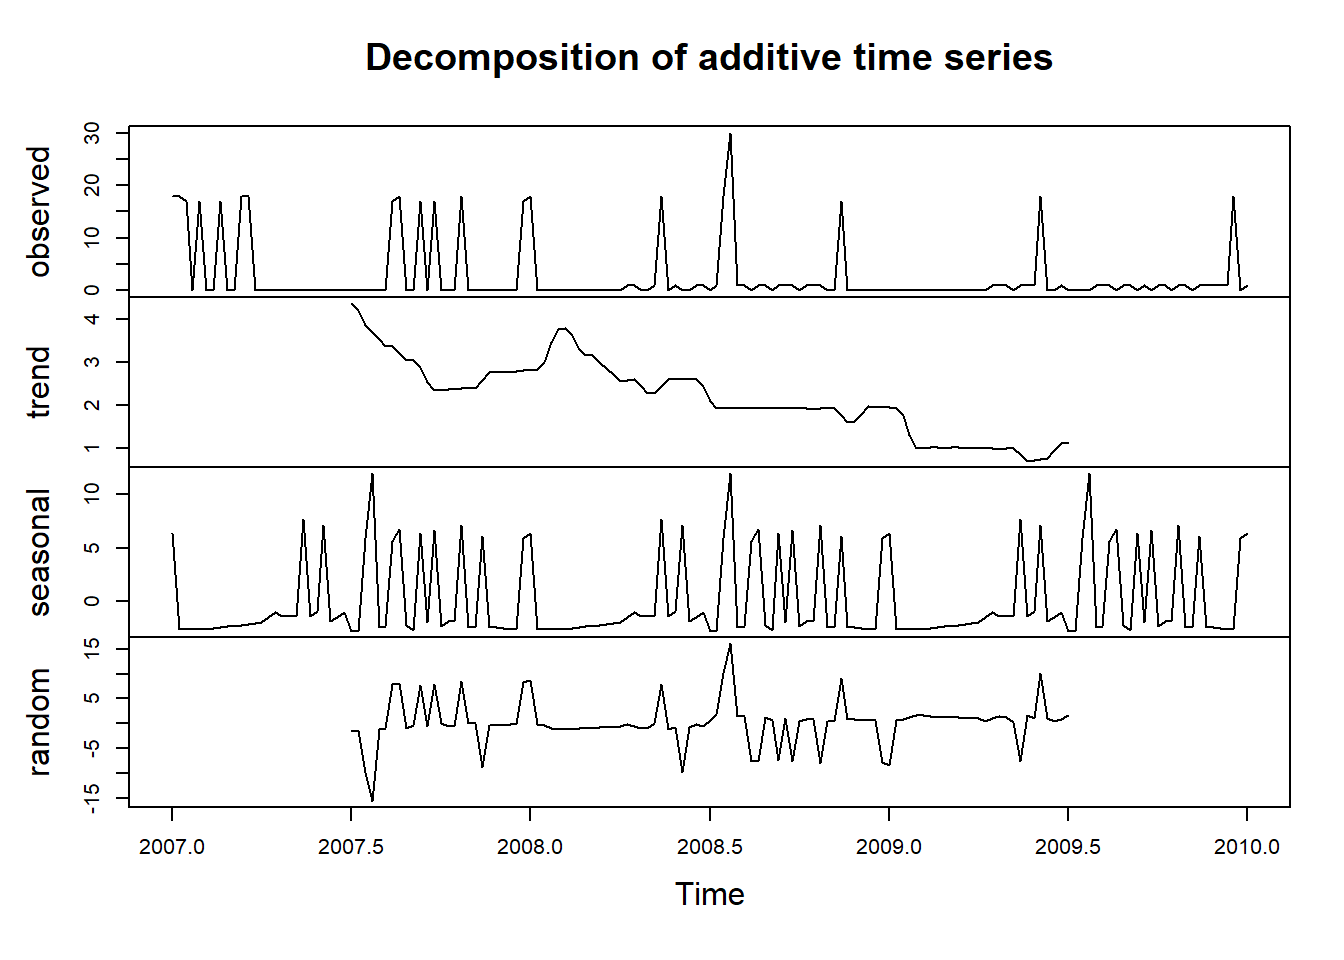 Decomposition of additive time series
observed
0 10 20 30
trend
1 2 3 4
seasonal
0 5 10
random
-15 -5 5 15
2007.0 2007.5 2008.0 2008.5 2009.0 2009.5 2010.0
Time